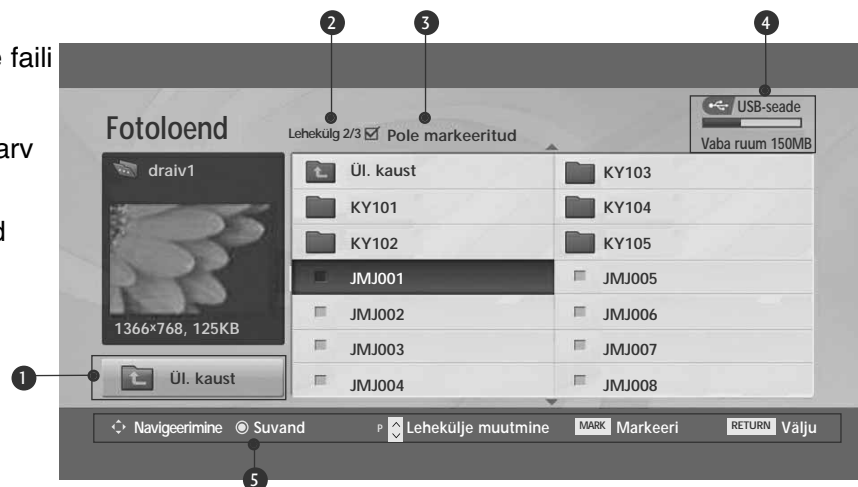 2 3 4
faili
arv
d
USB-seade
Vaba ruum 150MB
Fotoloend
Lehekülg 2/3 Pole markeeritud
draiv1
1366×768, 125KB
Ül. kaust KY103
KY101 KY104
KY102 KY105
JMJ001 JMJ005
JMJ002 JMJ006
JMJ003 JMJ007
JMJ004 JMJ008
1 Ül. kaust
Navigeerimine Suvand P Lehekülje muutmine MARK Markeeri RETURN Välju
5